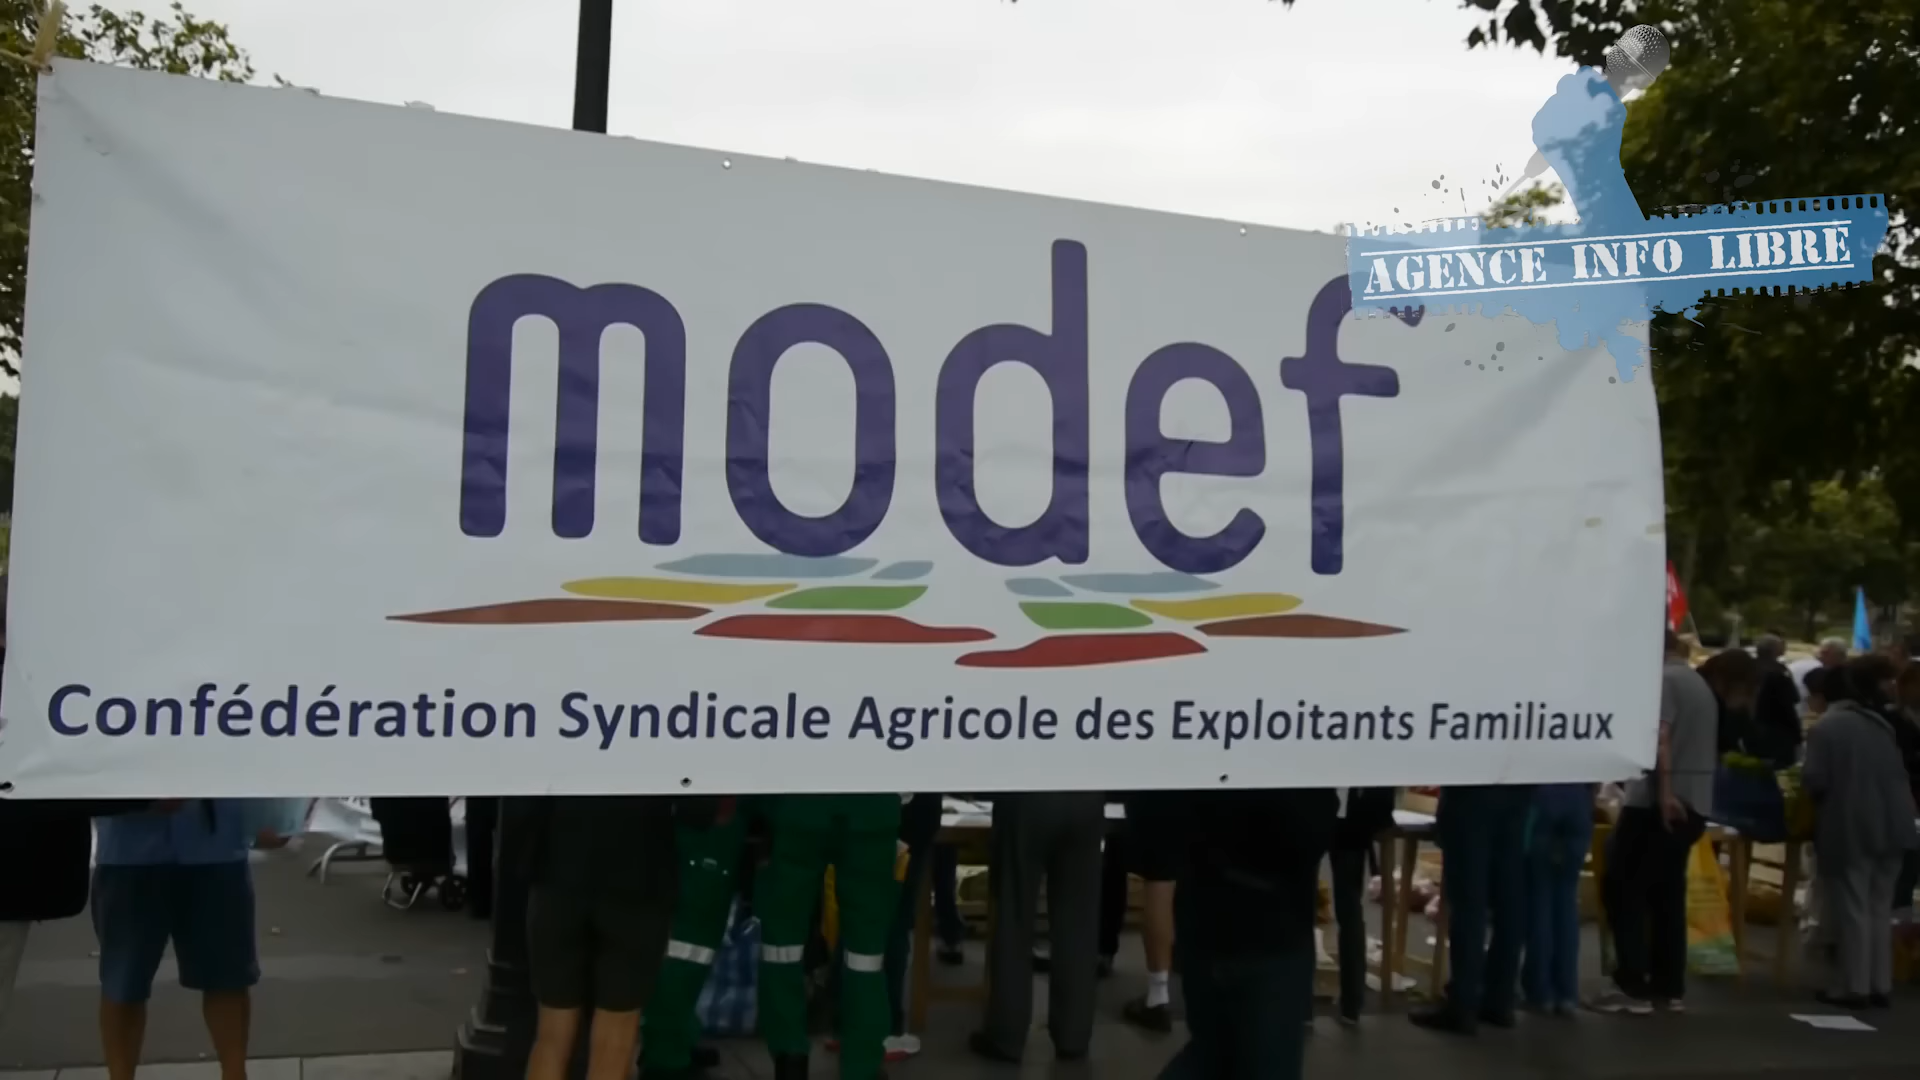 AGENCE INFO LIBRE
modef
Confédération Syndicale Agricole des Exploitants Familiaux